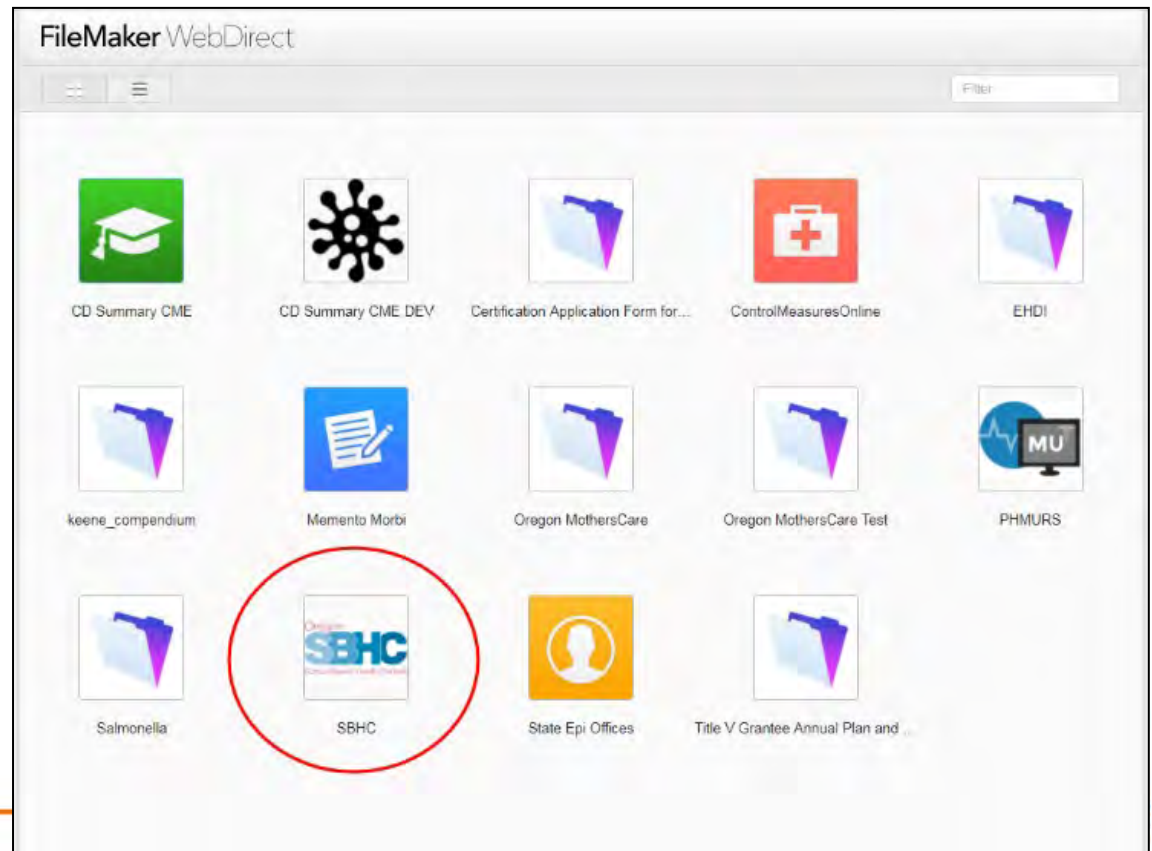 FileMaker WebDirect
Filter
CD Summary CME
CD Summary CME DEV
Certification Application Form for...
ControlMeasuresOnline
EHDI
MU
keene_compendium
Memento Morbi
Oregon MothersCare
Oregon MothersCare Test
PHMURS
Oregon
SBHC
Salmonella
SBHC
State Epi Offices
Title V Grantee Annual Plan and ...